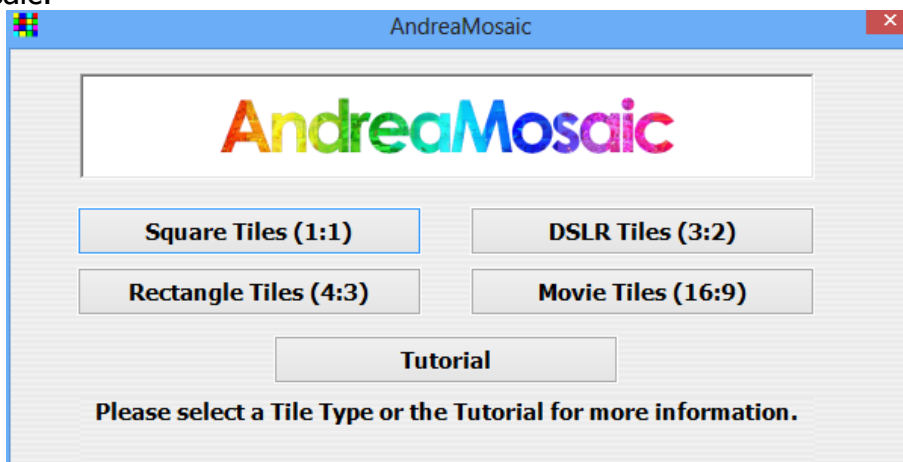 AndreaMosaic
AndreaMosaic
Square Tiles (1:1)
DSLR Tiles (3:2)
Rectangle Tiles (4:3)
Movie Tiles (16:9)
Tutorial
Please select a Tile Type or the Tutorial for more information.